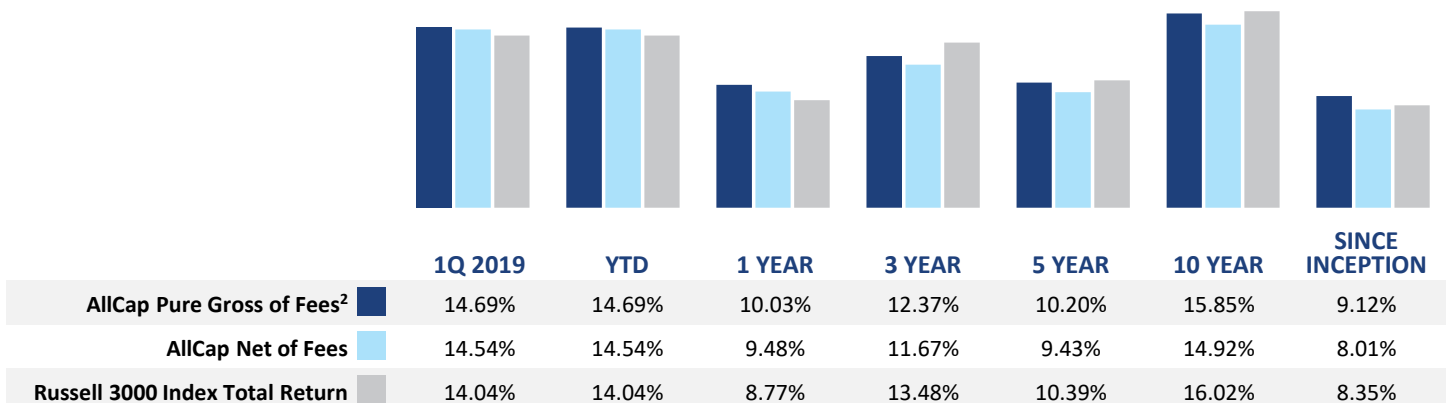 1Q 2019 YTD 1 YEAR 3 YEAR 5 YEAR 10 YEAR SINCE INCEPTION
AllCap Pure Gross of Fees² 14.69% 14.69% 10.03% 12.37% 10.20% 15.85% 9.12%
AllCap Net of Fees 14.54% 14.54% 9.48% 11.67% 9.43% 14.92% 8.01%
Russell 3000 Index Total Return 14.04% 14.04% 8.77% 13.48% 10.39% 16.02% 8.35%